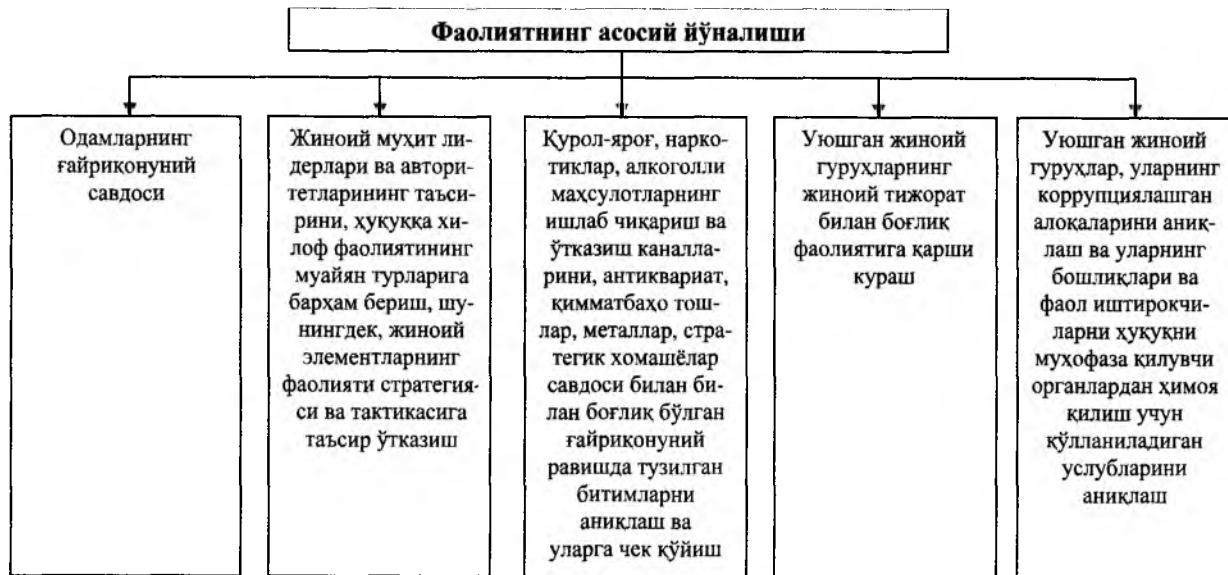 Фаолиятнинг асосий йўналиши
Одамларнинг
ғайриқонуний
савдоси
Жиноий муҳит ли-
дерлари ва автори-
тетларининг таъси-
рини, ҳуқуққа хи-
лоф фаолиятининг
муайян турларига
барҳам бериш, шу-
нингдек, жиноий
элементларнинг
фаолияти стратегия-
си ва тактикасига
таъсир ўтказиш
Қурол-яроғ, нарко-
тиклар, алкоголли
маҳсулотларнинг
ишлаб чиқариш ва
ўтказиш каналла-
рини, антиквариат,
қимматбаҳо тош-
лар, металлар, стра-
тегик хомашёлар
савдоси билан би-
лан боғлиқ бўлган
ғайриқонуний
равишда тузилган
битимларни
аниқлаш ва
уларга чек қўйиш
Уюшган жиноий
гуруҳларнинг
жиноий тижорат
билан боғлиқ
фаолиятига қарши
кураш
Уюшган жиноий
гуруҳлар, уларнинг
коррупциялашган
алоқаларини аниқ-
лаш ва уларнинг
бошлиқлари ва
фаол иштирокчи-
ларни ҳуқуқни
муҳофаза қилувчи
органлардан ҳимоя
қилиш учун
қўлланиладиган
услубларини
аниқлаш